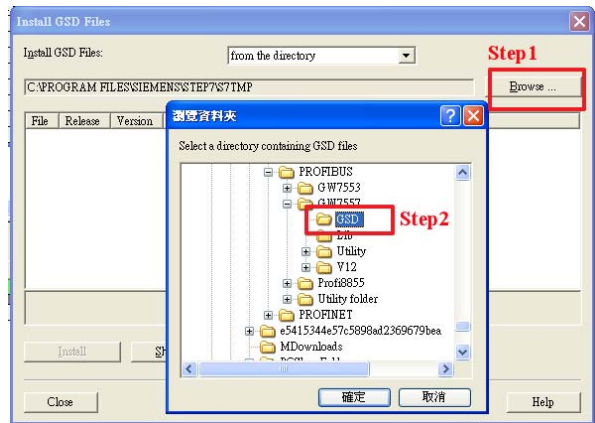 Install GSD Files
Install GSD Files:
from the directory
Step1
C:\PROGRAM FILES\SIEMENS\STEP7\S7TMP
Browse ...
File Release Version
瀏覽資料夾
Select a directory containing GSD files
PROFIBUS
GW7553
GW7557
GSD
Step2
Lib
Utility
V12
Profi8855
Utility folder
PROFINET
e5415344e57c5898ad2369679bea
MDownloads
Install
確定
取消
Close
Help